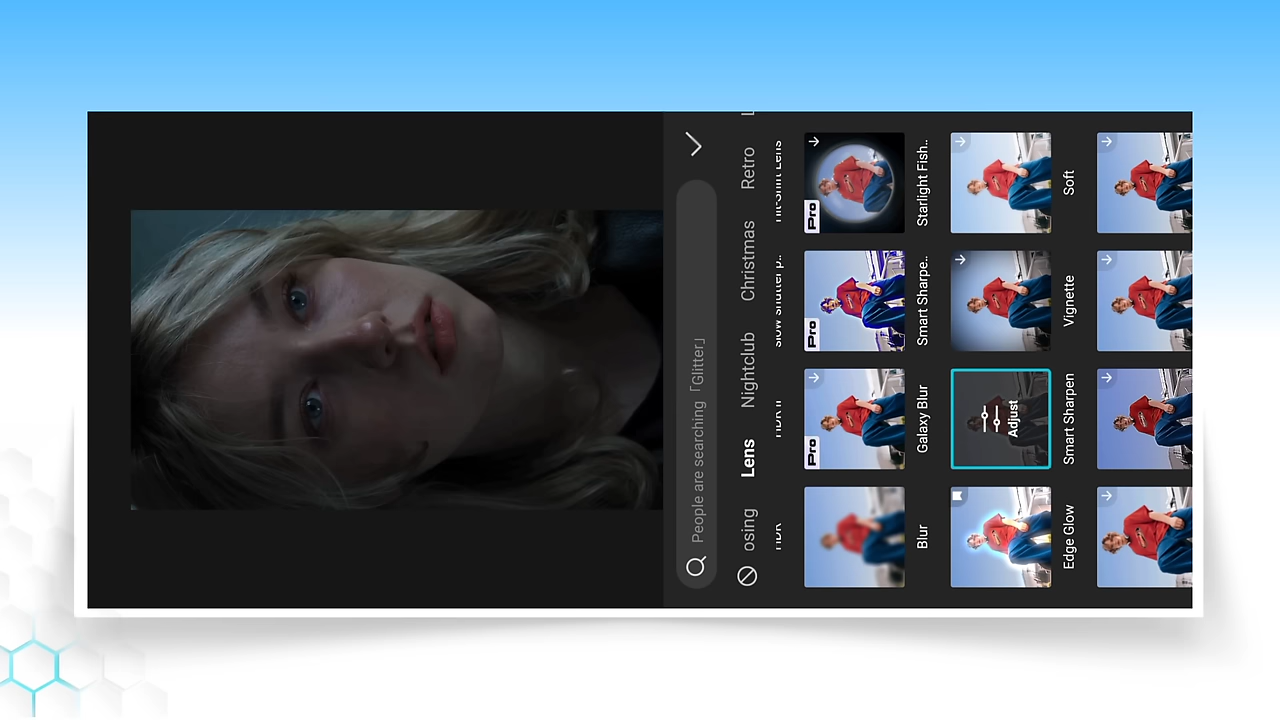 People are searching「Glitter」
osing Lens Nightclub Christmas Retro
Pro Pro Pro
Blur Galaxy Blur Smart Sharpe.. Starlight Fish..
Adjust
Edge Glow Smart Sharpen Vignette Soft